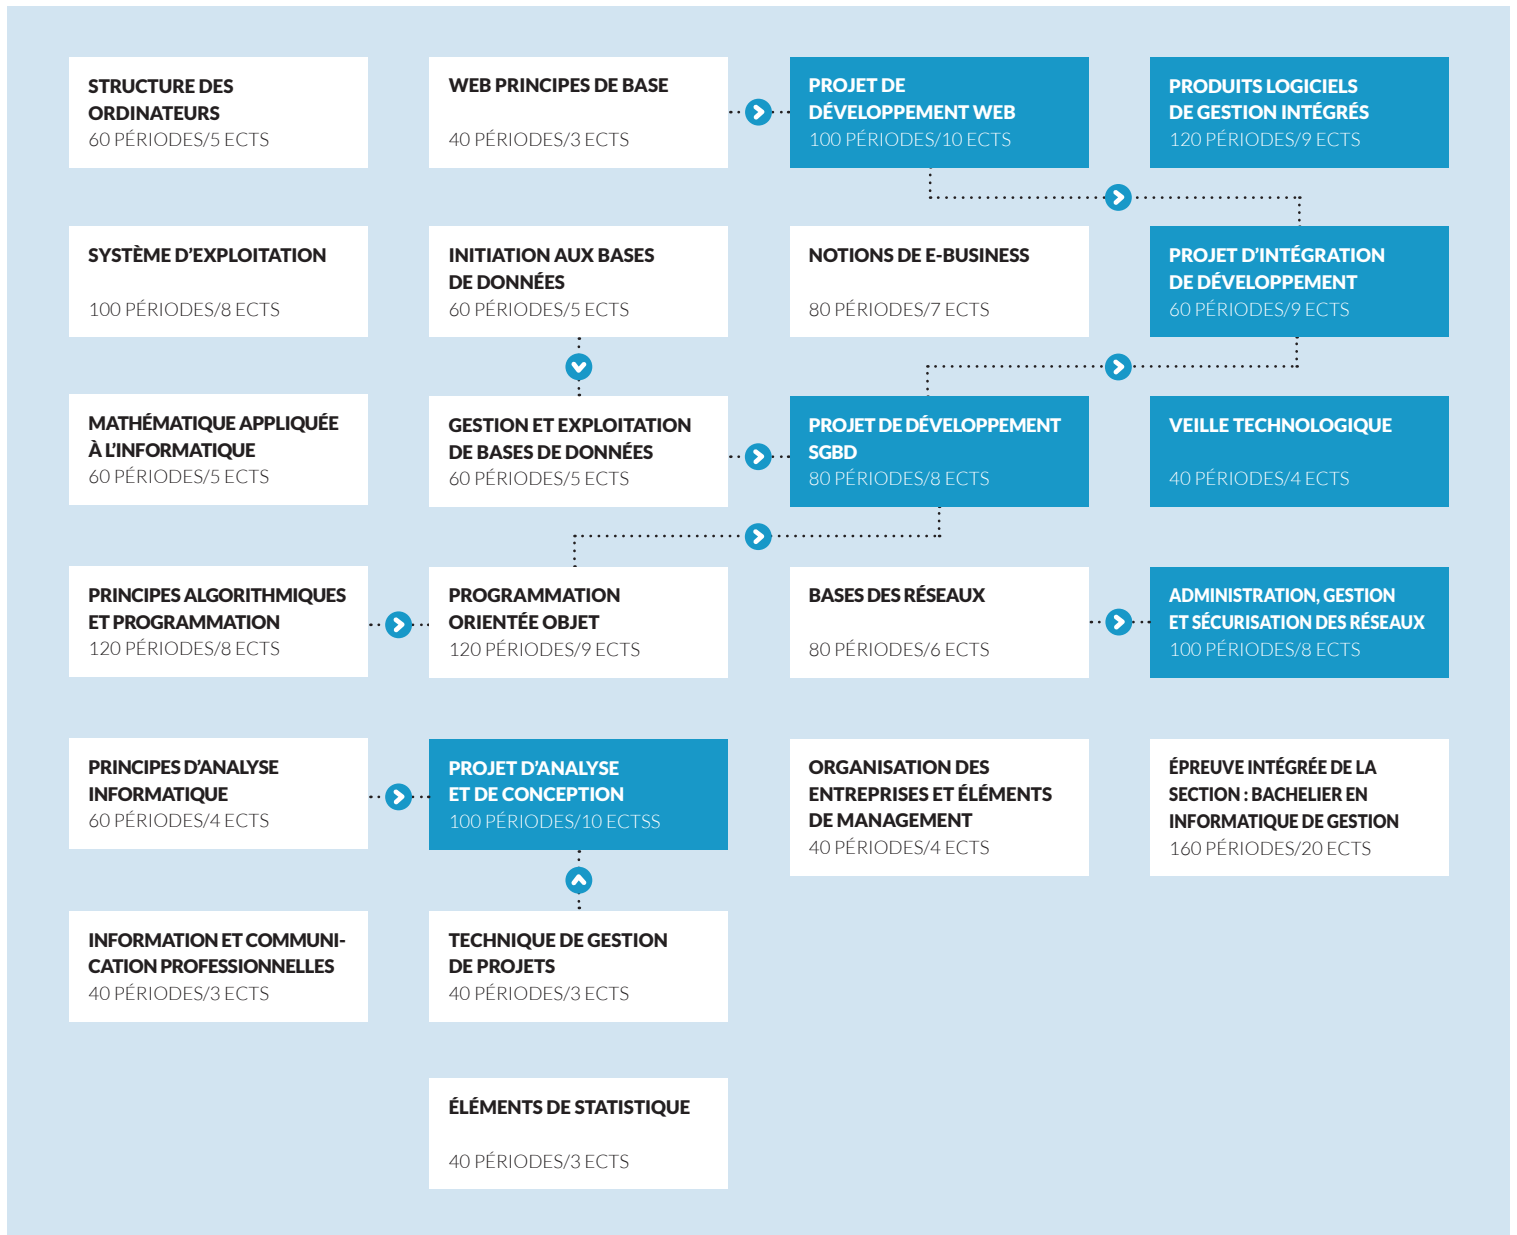 STRUCTURE DES
ORDINATEURS
60 PÉRIODES/5 ECTS
WEB PRINCIPES DE BASE
40 PÉRIODES/3 ECTS
PROJET DE
DÉVELOPPEMENT WEB
100 PÉRIODES/10 ECTS
PRODUITS LOGICIELS
DE GESTION INTÉGRÉS
120 PÉRIODES/9 ECTS
SYSTÈME D'EXPLOITATION
100 PÉRIODES/8 ECTS
INITIATION AUX BASES
DE DONNÉES
60 PÉRIODES/5 ECTS
NOTIONS DE E-BUSINESS
80 PÉRIODES/7 ECTS
PROJET D'INTÉGRATION
DE DÉVELOPPEMENT
60 PÉRIODES/9 ECTS
MATHÉMATIQUE APPLIQUÉE
À L'INFORMATIQUE
60 PÉRIODES/5 ECTS
GESTION ET EXPLOITATION
DE BASES DE DONNÉES
60 PÉRIODES/5 ECTS
PROJET DE DÉVELOPPEMENT
SGBD
80 PÉRIODES/8 ECTS
VEILLE TECHNOLOGIQUE
40 PÉRIODES/4 ECTS
PRINCIPES ALGORITHMIQUES
ET PROGRAMMATION
120 PÉRIODES/8 ECTS
PROGRAMMATION
ORIENTÉE OBJET
120 PÉRIODES/9 ECTS
BASES DES RÉSEAUX
80 PÉRIODES/6 ECTS
ADMINISTRATION, GESTION
ET SÉCURISATION DES RÉSEAUX
100 PÉRIODES/8 ECTS
PRINCIPES D'ANALYSE
INFORMATIQUE
60 PÉRIODES/4 ECTS
PROJET D'ANALYSE
ET DE CONCEPTION
100 PÉRIODES/10 ECTSS
ORGANISATION DES
ENTREPRISES ET ÉLÉMENTS
DE MANAGEMENT
40 PÉRIODES/4 ECTS
ÉPREUVE INTÉGRÉE DE LA
SECTION : BACHELIER EN
INFORMATIQUE DE GESTION
160 PÉRIODES/20 ECTS
INFORMATION ET COMMUNI-
CATION PROFESSIONNELLES
40 PÉRIODES/3 ECTS
TECHNIQUE DE GESTION
DE PROJETS
40 PÉRIODES/3 ECTS
ÉLÉMENTS DE STATISTIQUE
40 PÉRIODES/3 ECTS